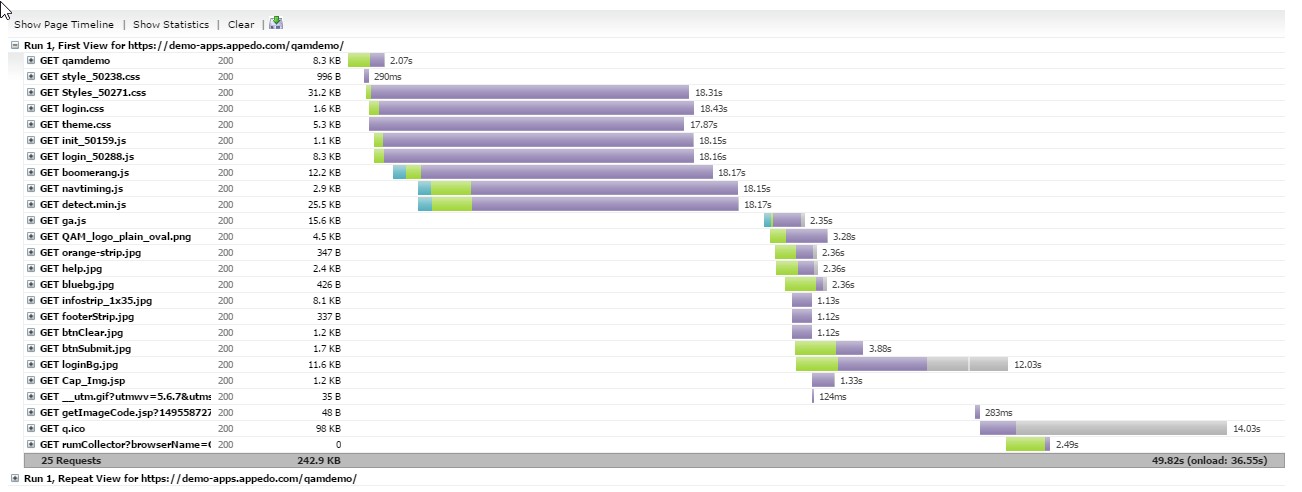 Show Page Timeline | Show Statistics | Clear |
Run 1, First View for https://demo-apps.appedo.com/qamdemo/
GET qamdemo 200 8.3 KB 2.07s
GET style_50238.css 200 996 B 290ms
GET Styles_50271.css 200 31.2 KB 18.31s
GET login.css 200 1.6 KB 18.43s
GET theme.css 200 5.3 KB 17.87s
GET init_50159.js 200 1.1 KB 18.15s
GET login_50288.js 200 8.3 KB 18.16s
GET boomerang.js 200 12.2 KB 18.17s
GET navtiming.js 200 2.9 KB 18.15s
GET detect.min.js 200 25.5 KB 18.17s
GET ga.js 200 15.6 KB 2.35s
GET QAM_logo_plain_oval.png 200 4.5 KB 3.28s
GET orange-strip.jpg 200 347 B 2.36s
GET help.jpg 200 2.4 KB 2.36s
GET bluebg.jpg 200 426 B 2.36s
GET infostrip_1x35.jpg 200 8.1 KB 1.13s
GET footerStrip.jpg 200 337 B 1.12s
GET btnClear.jpg 200 1.2 KB 1.12s
GET btnSubmit.jpg 200 1.7 KB 3.88s
GET loginBg.jpg 200 11.6 KB 12.03s
GET Cap_Img.jsp 200 1.2 KB 1.33s
GET __utm.gif?utmwv=5.6.7&utms 200 35 B 124ms
GET getImageCode.jsp?149558727 200 48 B 283ms
GET q.ico 200 98 KB 14.03s
GET rumCollector?browserName=( 200 0 2.49s
25 Requests 242.9 KB 49.82s (onload: 36.55s)
Run 1, Repeat View for https://demo-apps.appedo.com/qamdemo/